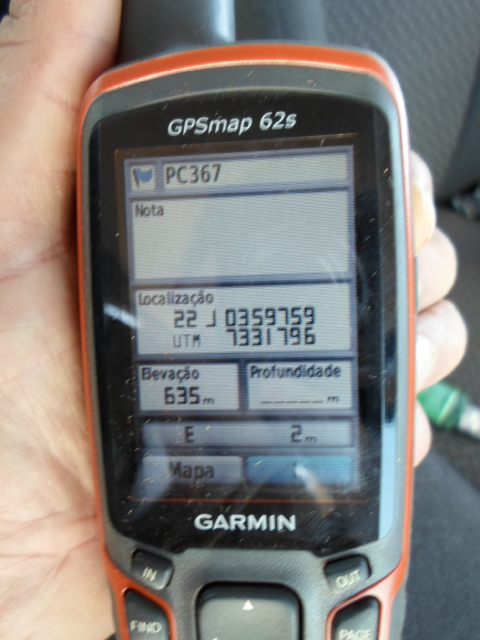 GPSmap 62s
PC367
Nota
Localização
22 J 0359759
UTM 7331796
Elevação Profundidade
635 m ______ m
E 2 m
Mapa
GARMIN
IN OUT
FIND PAGE